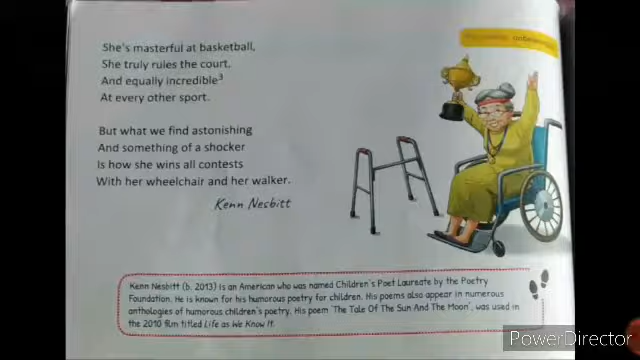 She's masterful at basketball,
She truly rules the court.
And equally incredible³
At every other sport.
But what we find astonishing
And something of a shocker
Is how she wins all contests
With her wheelchair and her walker.
Kenn Nesbitt
Kenn Nesbitt (b. 2013) is an American who was named Children's Poet Laureate by the Poetry
Foundation. He is known for his humorous poetry for children. His poems also appear in numerous
anthologies of humorous children's poetry. His poem 'The Tale Of The Sun And The Moon', was used in
the 2010 film titled Life as We Know It.
PowerDirector